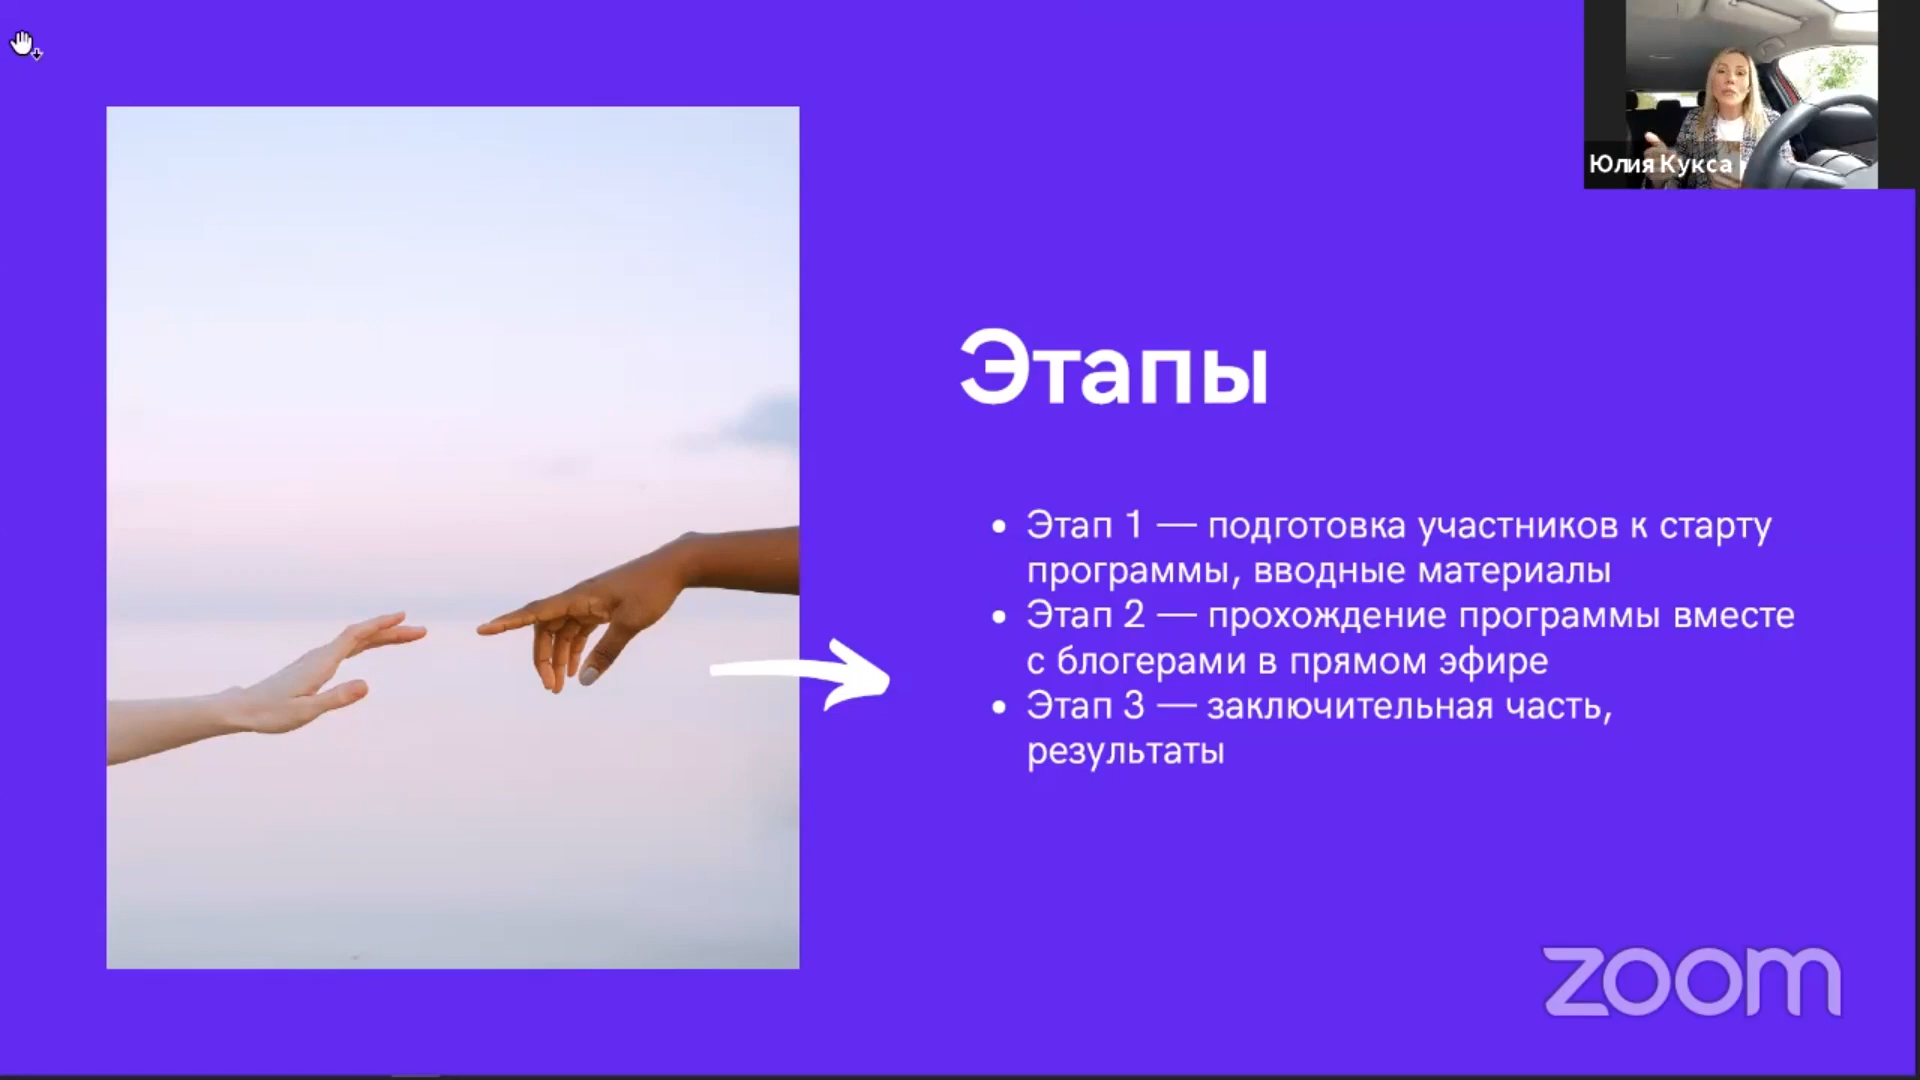 Юлия Кукса
Этапы
• Этап 1 — подготовка участников к старту
программы, вводные материалы
• Этап 2 — прохождение программы вместе
с блогерами в прямом эфире
• Этап 3 — заключительная часть,
результаты
zoom